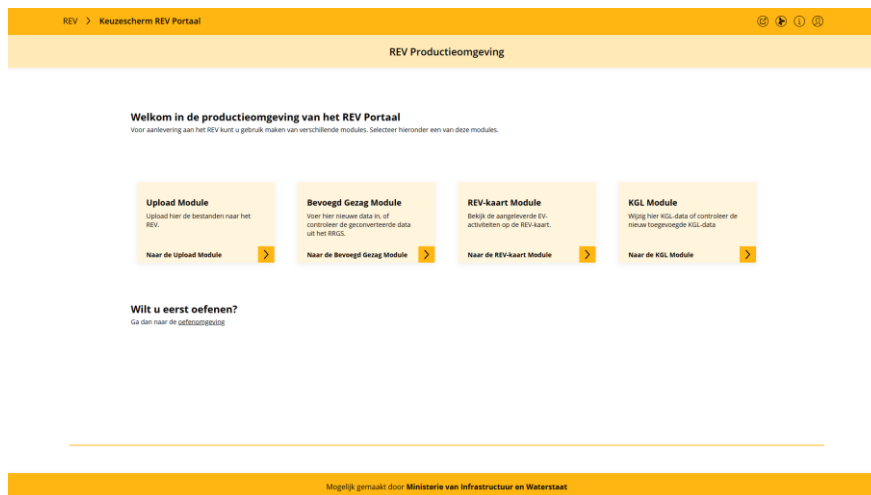 REV > Keuzescherm REV Portaal
REV Productieomgeving
Welkom in de productieomgeving van het REV Portaal
Voor aanlevering aan het REV kunt u gebruik maken van verschillende modules. Selecteer hieronder een van deze modules.
Upload Module
Upload hier de bestanden naar het
REV.
Naar de Upload Module
Bevoegd Gezag Module
Voer hier nieuwe data in, of
controleer de geconverteerde data
uit het RRGS.
Naar de Bevoegd Gezag Module
REV-kaart Module
Bekijk de aangeleverde EV-
activiteiten op de REV-kaart.
Naar de REV-kaart Module
KGL Module
Wijzig hier KGL-data of controleer de
nieuw toegevoegde KGL-data
Naar de KGL Module
Wilt u eerst oefenen?
Ga dan naar de oefenomgeving
Mogelijk gemaakt door Ministerie van Infrastructuur en Waterstaat